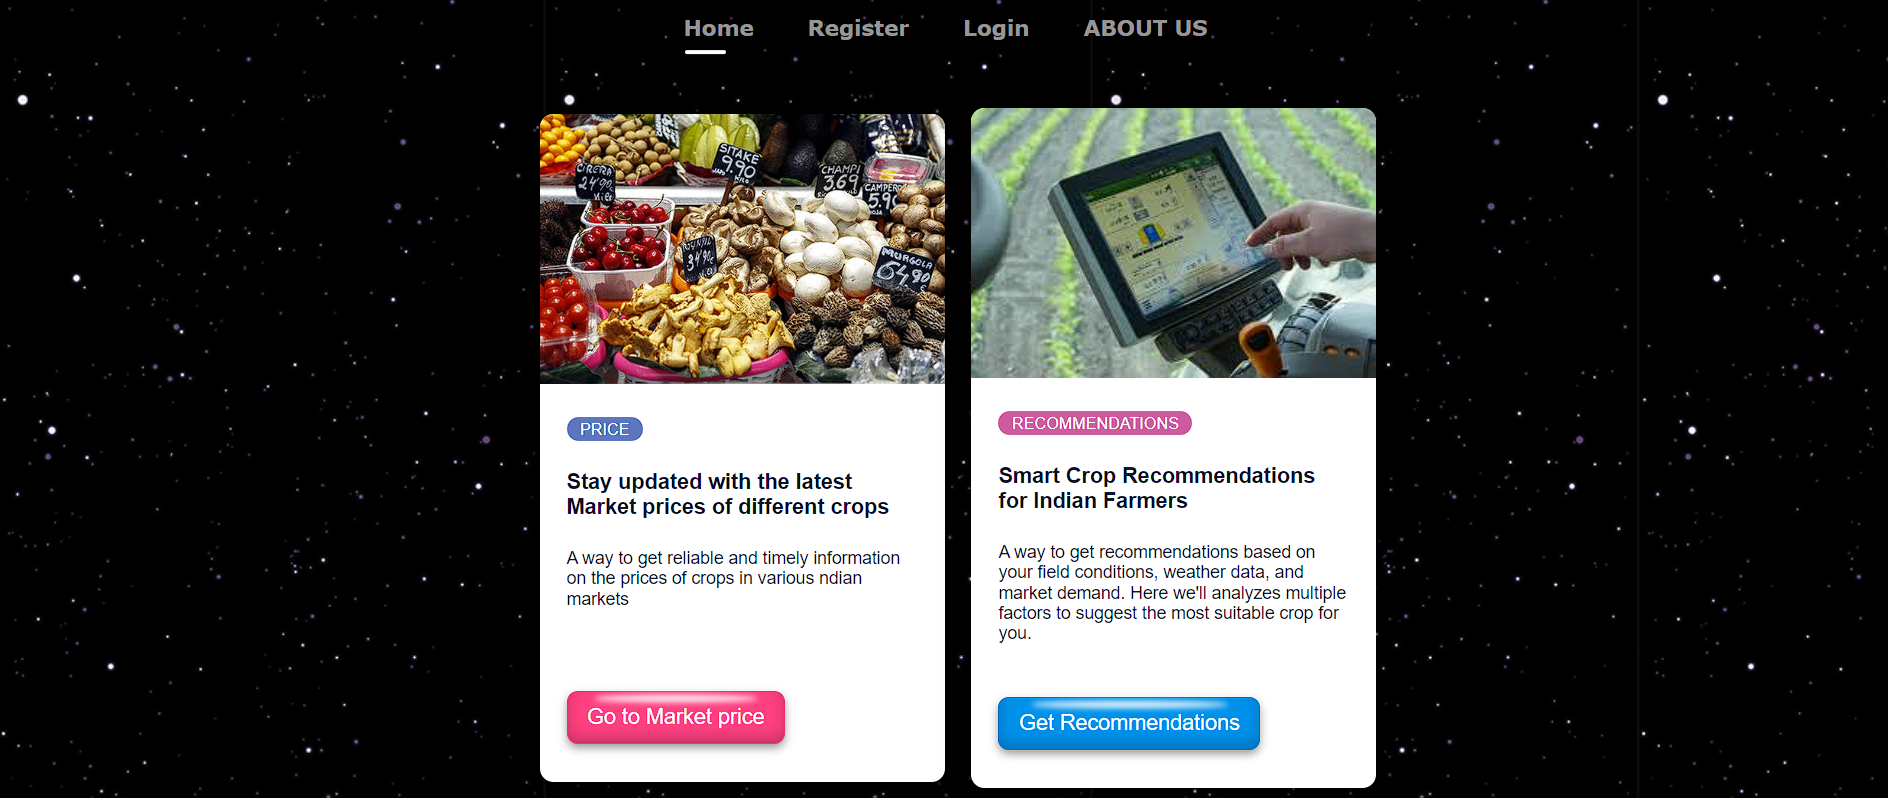 Home Register Login ABOUT US
CIRERA
24'90
SITAKE
9.90
CHAMPI
3.69
CAMPERO
5.90
34'90
MURGOLA
64,90
PRICE
Stay updated with the latest
Market prices of different crops
A way to get reliable and timely information
on the prices of crops in various ndian
markets
Go to Market price
RECOMMENDATIONS
Smart Crop Recommendations
for Indian Farmers
A way to get recommendations based on
your field conditions, weather data, and
market demand. Here we'll analyzes multiple
factors to suggest the most suitable crop for
you.
Get Recommendations